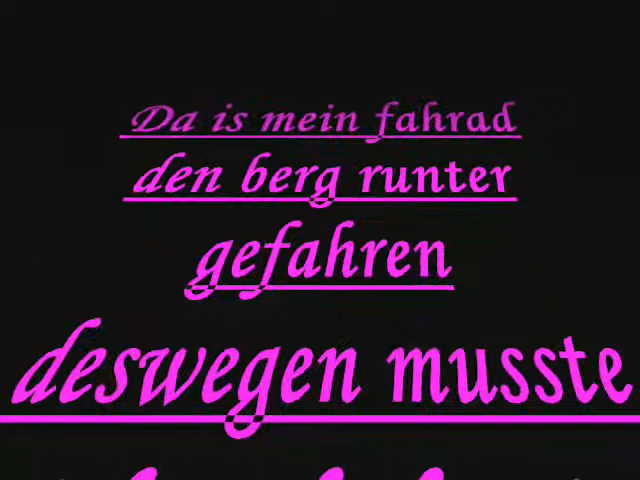 Da is mein fahrad
den berg runter
gefahren
deswegen musste